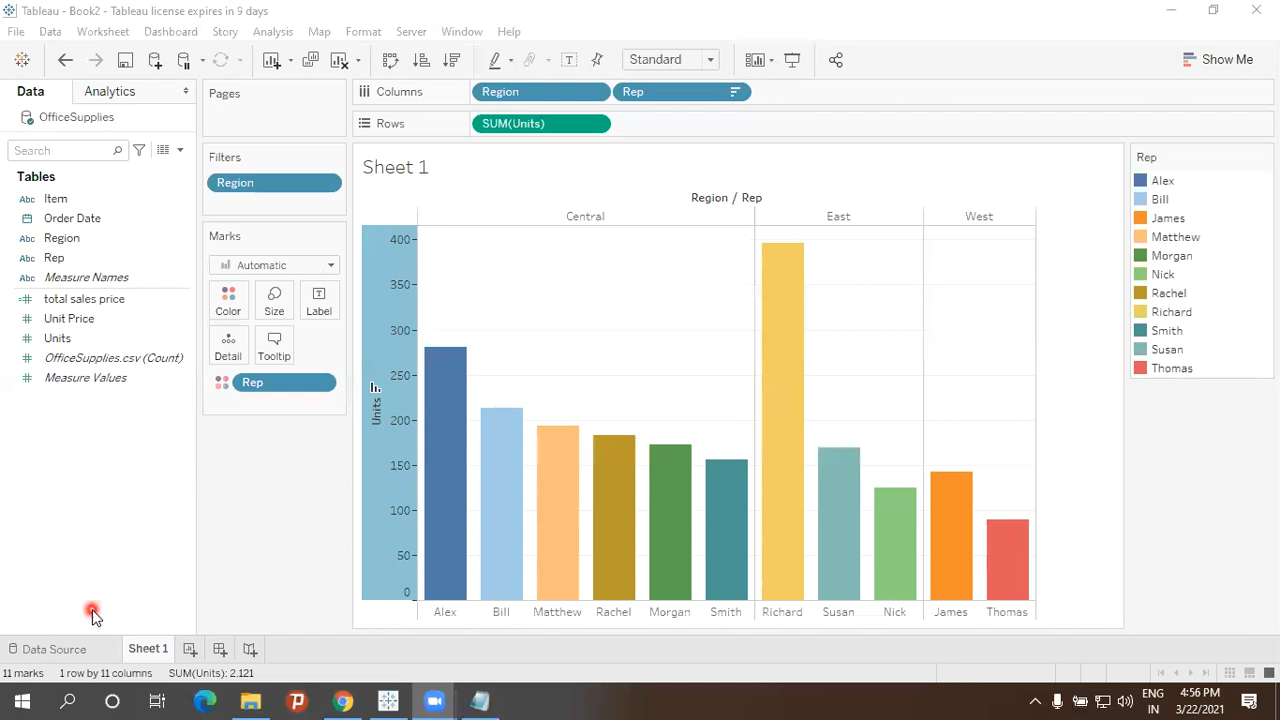 Tableau - Book2 - Tableau license expires in 9 days
File Data Worksheet Dashboard Story Analysis Map Format Server Window Help
Standard
Show Me
Data Analytics
OfficeSupplies
Search
Tables
Abc Item
Order Date
Abc Region
Abc Rep
Abc Measure Names
total sales price
Unit Price
Units
OfficeSupplies.csv (Count)
Measure Values
Pages
Filters
Region
Marks
Automatic
Color Size Label
Detail Tooltip
Rep
Columns Region Rep
Rows SUM(Units)
Sheet 1
Region / Rep
Central East West
400
350
300
250
200
150
100
50
0
Units
Alex Bill Matthew Rachel Morgan Smith Richard Susan Nick James Thomas
Rep
Alex
Bill
James
Matthew
Morgan
Nick
Rachel
Richard
Smith
Susan
Thomas
Data Source Sheet 1
11 marks 1 row by 11 columns SUM(Units): 2,121
ENG
IN
4:56 PM
3/22/2021